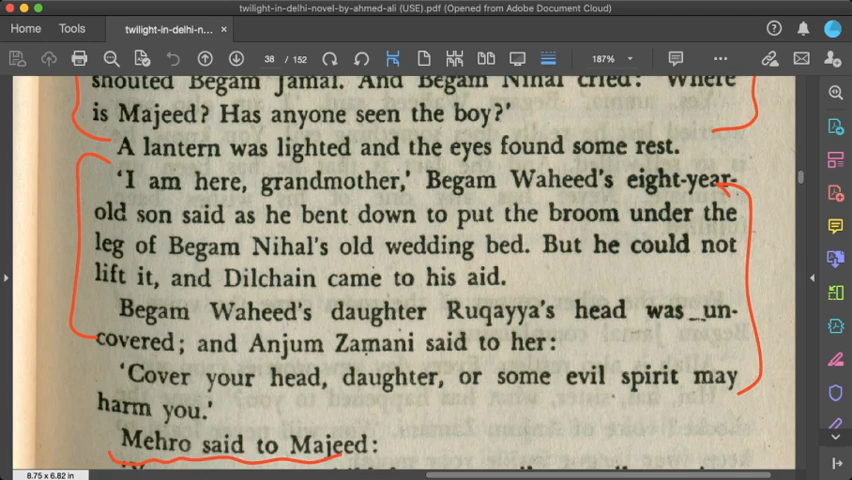 twilight-in-delhi-novel-by-ahmed-ali (USE).pdf (Opened from Adobe Document Cloud)
Home Tools twilight-in-delhi-n... ×
38 / 152 187%
shouted Begam Jamal. And Begam Nihal cried: 'Where
is Majeed? Has anyone seen the boy?'
A lantern was lighted and the eyes found some rest.
'I am here, grandmother,' Begam Waheed's eight-year-
old son said as he bent down to put the broom under the
leg of Begam Nihal's old wedding bed. But he could not
lift it, and Dilchain came to his aid.
Begam Waheed's daughter Ruqayya's head was un-
covered; and Anjum Zamani said to her:
'Cover your head, daughter, or some evil spirit may
harm you.'
Mehro said to Majeed:
8.75 x 6.82 in